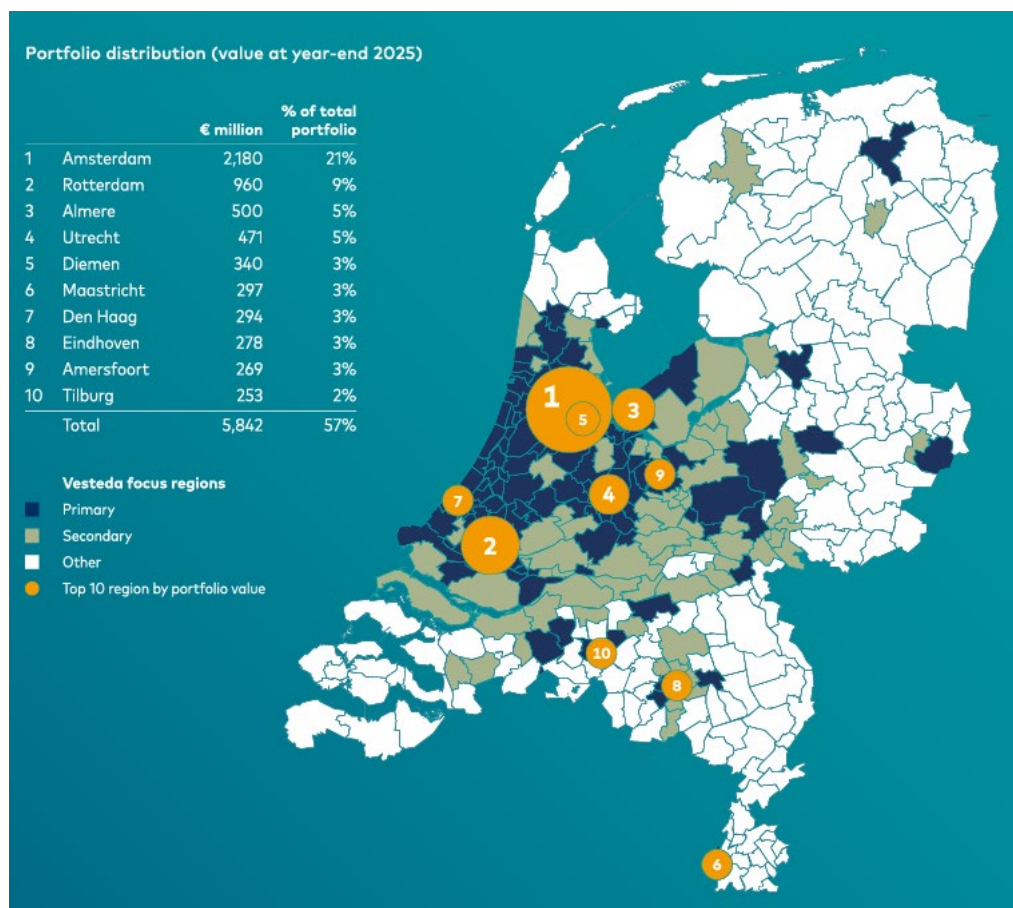 Portfolio distribution (value at year-end 2025)
% of total
€ million portfolio
1 Amsterdam 2,180 21%
2 Rotterdam 960 9%
3 Almere 500 5%
4 Utrecht 471 5%
5 Diemen 340 3%
6 Maastricht 297 3%
7 Den Haag 294 3%
8 Eindhoven 278 3%
9 Amersfoort 269 3%
10 Tilburg 253 2%
Total 5,842 57%
Vesteda focus regions
Primary
Secondary
Other
Top 10 region by portfolio value
1
5
3
9
4
7
2
10
8
6